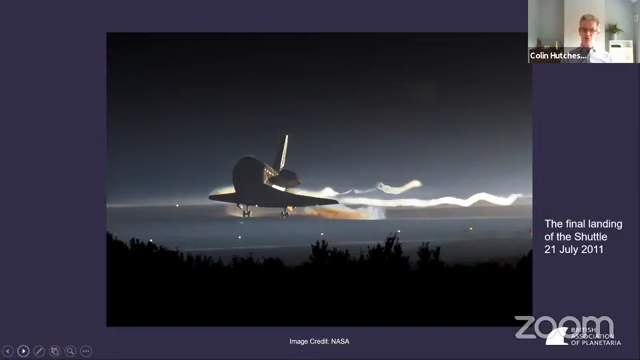 Colin Hutches...
The final landing
of the Shuttle
21 July 2011
Image Credit: NASA
zoom
BRITISH
ASSOCIATION
OF PLANETARIA